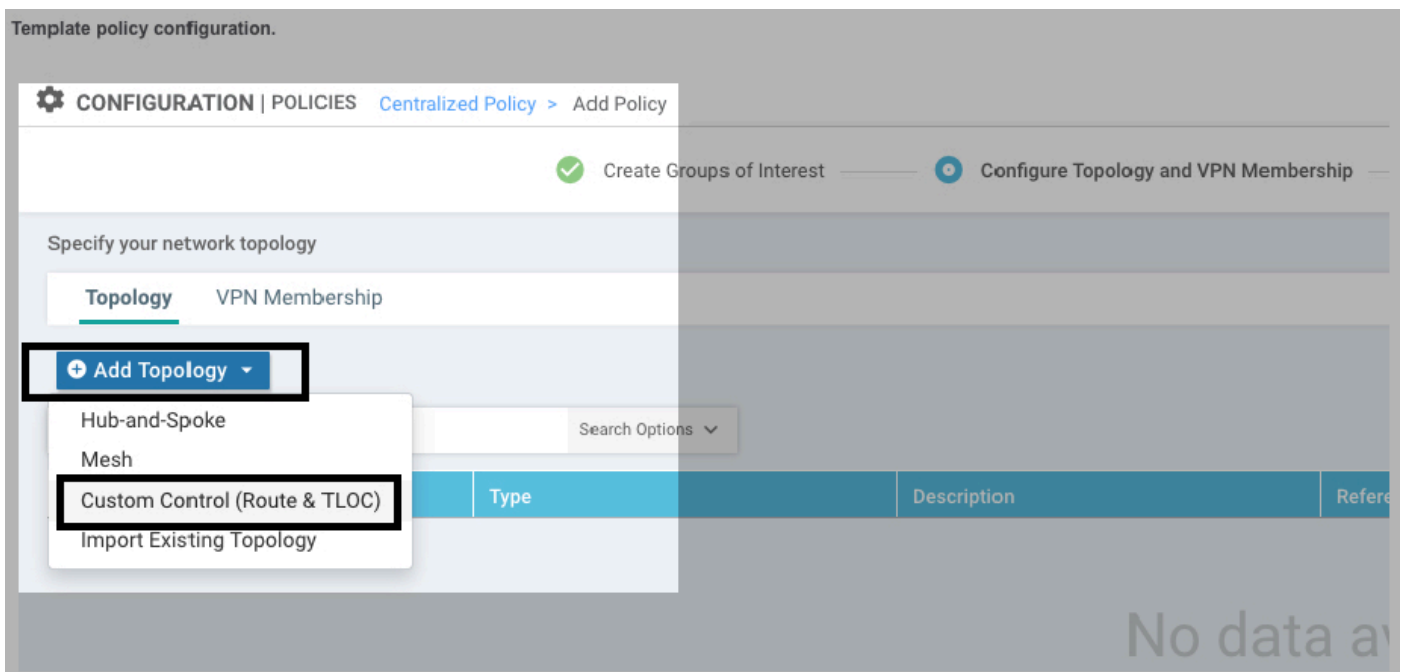 Template policy configuration.
CONFIGURATION | POLICIES Centralized Policy > Add Policy
Create Groups of Interest Configure Topology and VPN Membership
Specify your network topology
Topology VPN Membership
Add Topology
Hub-and-Spoke
Search Options
Mesh
Custom Control (Route & TLOC) Type Description
Import Existing Topology
No data